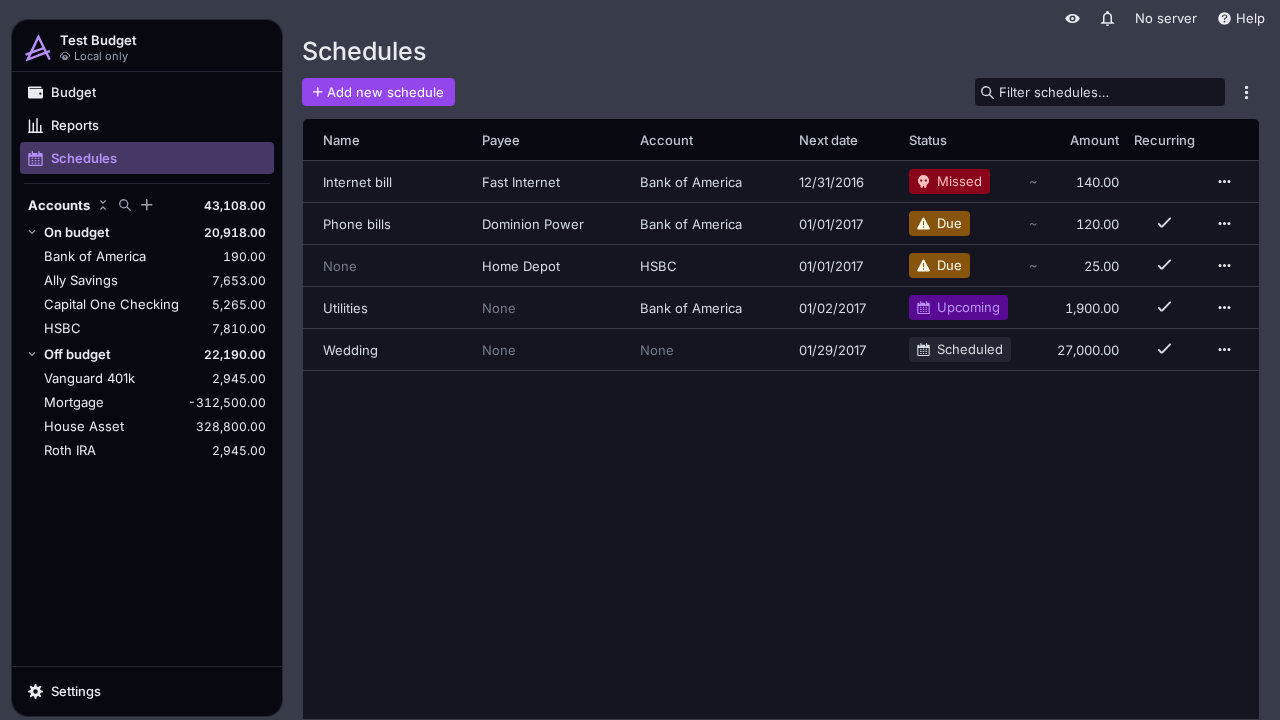 No server
Help
Test Budget
Local only
Budget
Reports
Schedules
Accounts 43,108.00
On budget 20,918.00
Bank of America 190.00
Ally Savings 7,653.00
Capital One Checking 5,265.00
HSBC 7,810.00
Off budget 22,190.00
Vanguard 401k 2,945.00
Mortgage -312,500.00
House Asset 328,800.00
Roth IRA 2,945.00
Settings
Schedules
Add new schedule
Filter schedules...
Name Payee Account Next date Status Amount Recurring
Internet bill Fast Internet Bank of America 12/31/2016 Missed ~ 140.00
Phone bills Dominion Power Bank of America 01/01/2017 Due ~ 120.00
None Home Depot HSBC 01/01/2017 Due ~ 25.00
Utilities None Bank of America 01/02/2017 Upcoming 1,900.00
Wedding None None 01/29/2017 Scheduled 27,000.00